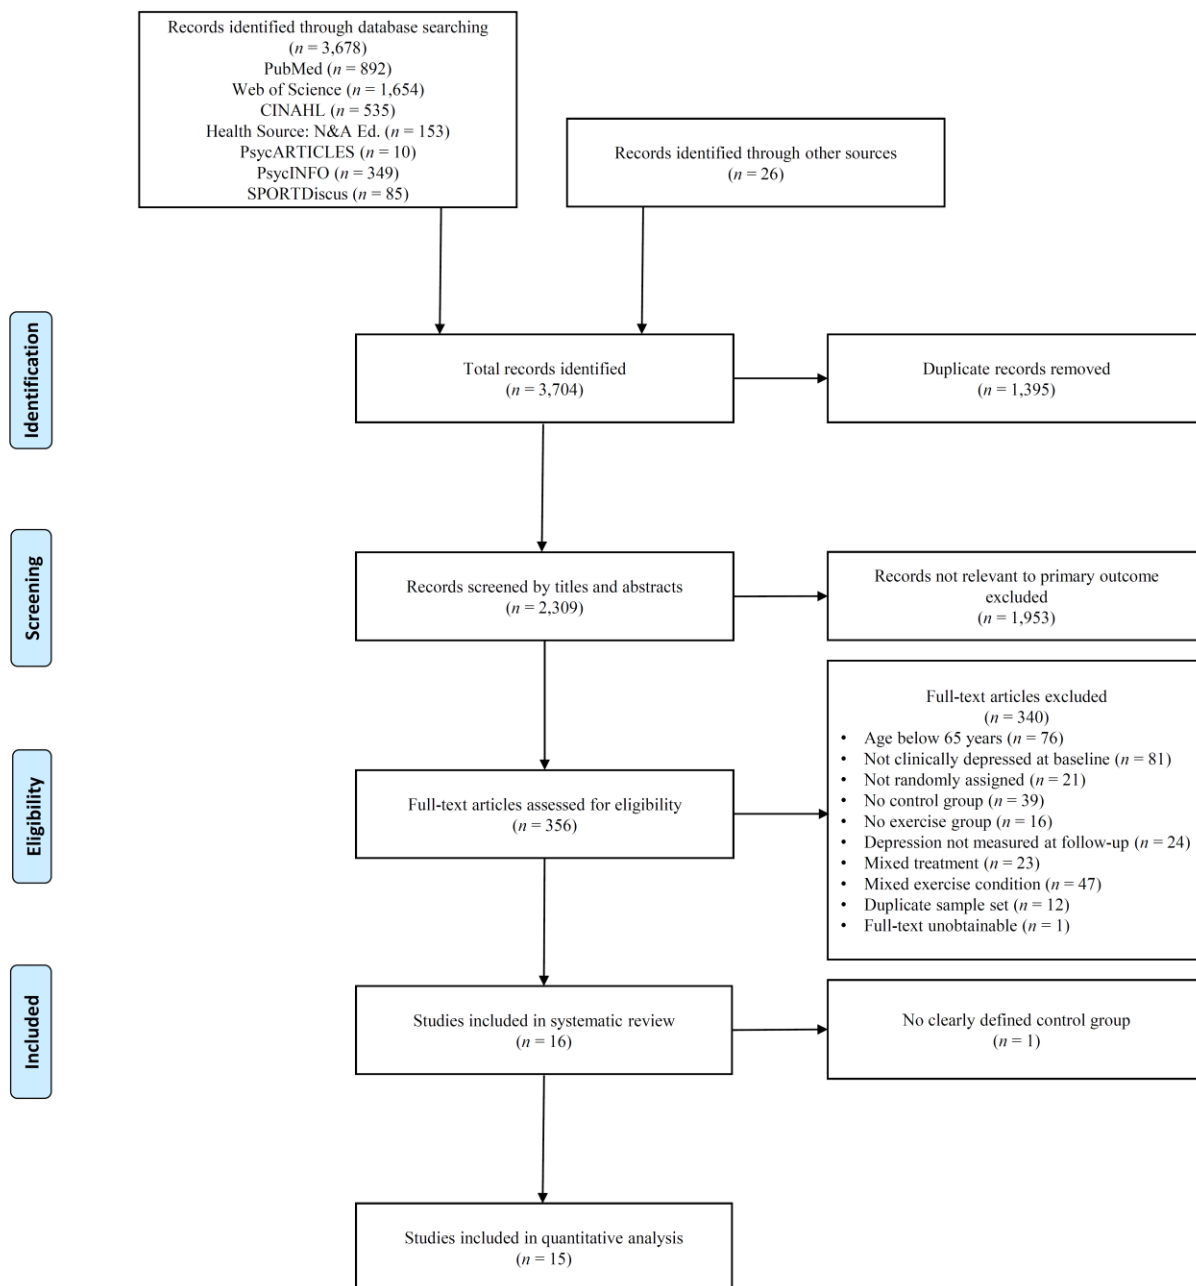 Records identified through database searching
(n = 3,678)
PubMed (n = 892)
Web of Science (n = 1,654)
CINAHL (n = 535)
Health Source: N&A Ed. (n = 153)
PsycARTICLES (n = 10)
PsycINFO (n = 349)
SPORTDiscus (n = 85)
Records identified through other sources
(n = 26)
Identification
Total records identified
(n = 3,704)
Duplicate records removed
(n = 1,395)
Screening
Records screened by titles and abstracts
(n = 2,309)
Records not relevant to primary outcome
excluded
(n = 1,953)
Eligibility
Full-text articles assessed for eligibility
(n = 356)
Full-text articles excluded
(n = 340)
• Age below 65 years (n = 76)
• Not clinically depressed at baseline (n = 81)
• Not randomly assigned (n = 21)
• No control group (n = 39)
• No exercise group (n = 16)
• Depression not measured at follow-up (n = 24)
• Mixed treatment (n = 23)
• Mixed exercise condition (n = 47)
• Duplicate sample set (n = 12)
• Full-text unobtainable (n = 1)
Included
Studies included in systematic review
(n = 16)
No clearly defined control group
(n = 1)
Studies included in quantitative analysis
(n = 15)